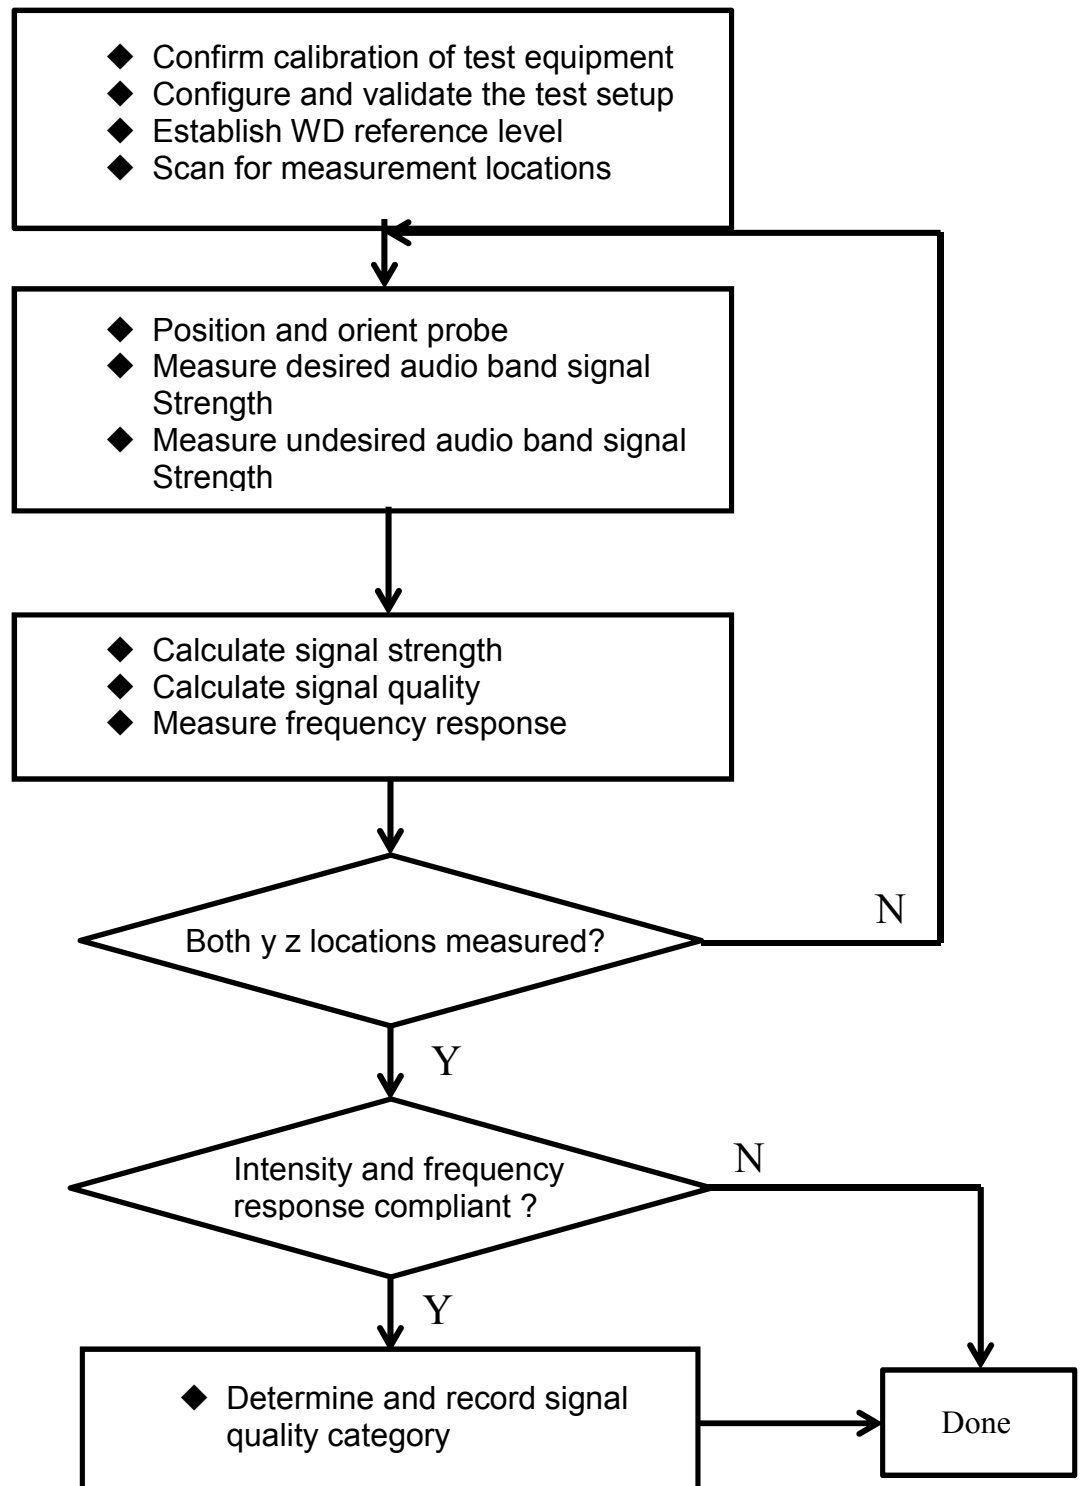 ◆ Confirm calibration of test equipment
◆ Configure and validate the test setup
◆ Establish WD reference level
◆ Scan for measurement locations
◆ Position and orient probe
◆ Measure desired audio band signal
Strength
◆ Measure undesired audio band signal
Strength
◆ Calculate signal strength
◆ Calculate signal quality
◆ Measure frequency response
Both y z locations measured?
N
Y
Intensity and frequency
response compliant ?
N
Y
◆ Determine and record signal
quality category
Done